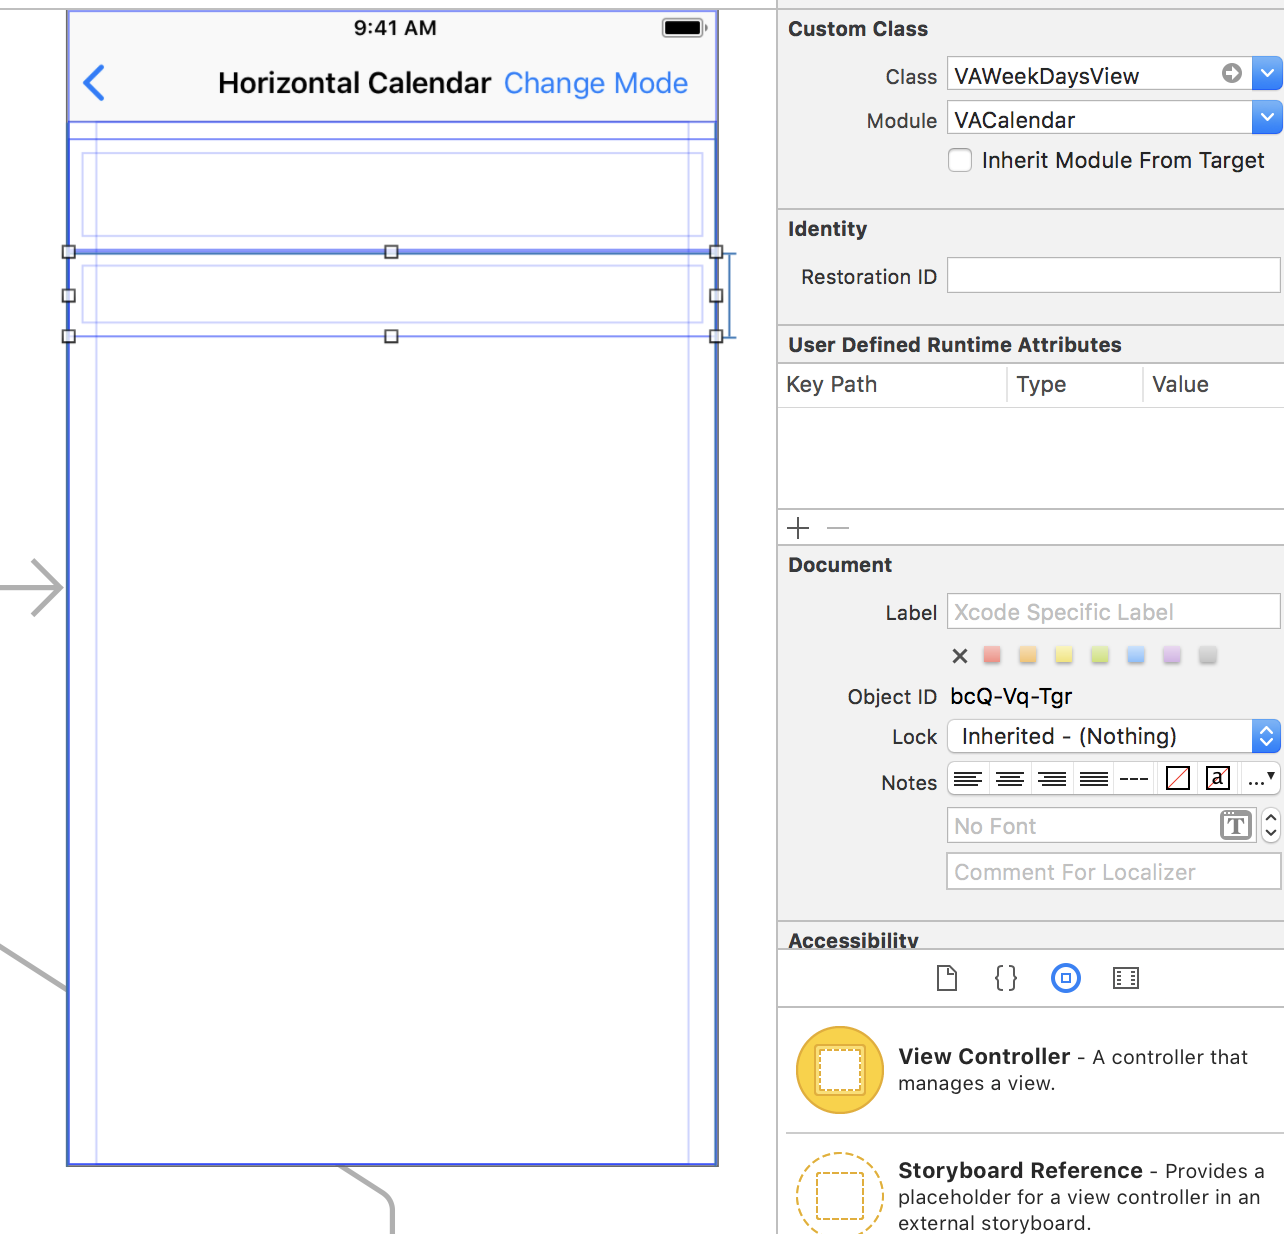 9:41 AM
Horizontal Calendar Change Mode
Custom Class
Class VAWeekDaysView
Module VACalendar
Inherit Module From Target
Identity
Restoration ID
User Defined Runtime Attributes
Key Path Type Value
Document
Label Xcode Specific Label
Object ID bcQ-Vq-Tgr
Lock Inherited - (Nothing)
Notes a ...
No Font T
Comment For Localizer
Accessibility
{}
View Controller - A controller that
manages a view.
Storyboard Reference - Provides a
placeholder for a view controller in an
external storyboard.